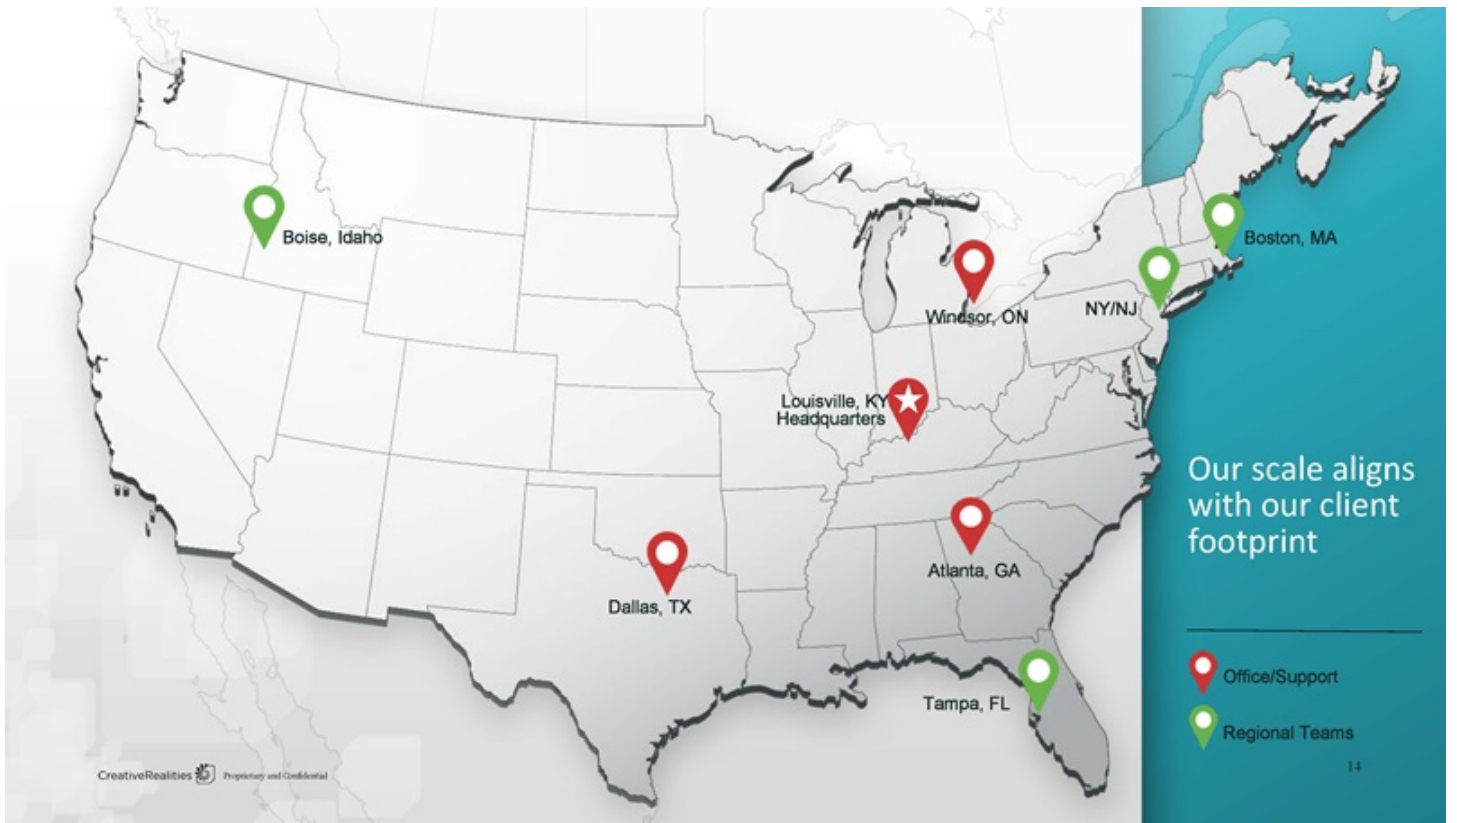 Boise, Idaho
Boston, MA
NY/NJ
Windsor, ON
Louisville, KY
Headquarters
Atlanta, GA
Dallas, TX
Tampa, FL
Our scale aligns
with our client
footprint
Office/Support
Regional Teams
14
CreativeRealities Proprietary and Confidential